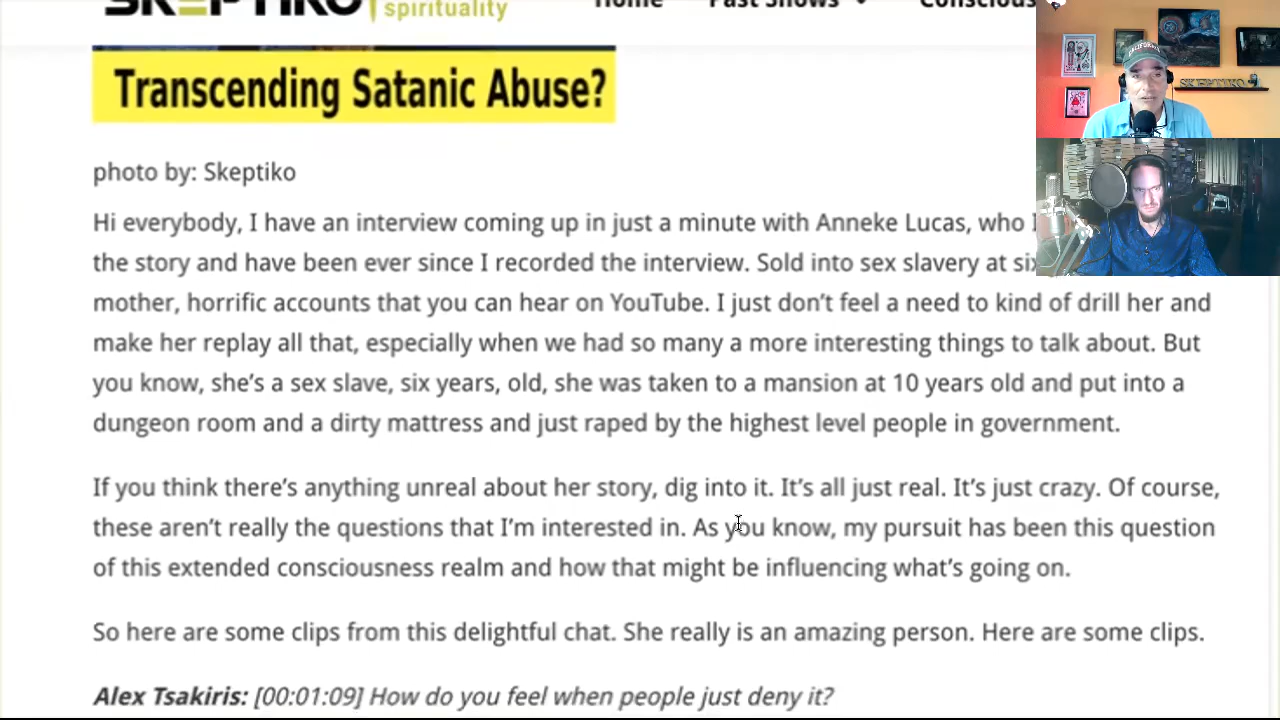 SKEPTIKO
spirituality
Home
Past Shows
Transcending Satanic Abuse?
photo by: Skeptiko
Hi everybody, I have an interview coming up in just a minute with Anneke Lucas, who
the story and have been ever since I recorded the interview. Sold into sex slavery at six
mother, horrific accounts that you can hear on YouTube. I just don’t feel a need to kind of drill her and
make her replay all that, especially when we had so many a more interesting things to talk about. But
you know, she’s a sex slave, six years, old, she was taken to a mansion at 10 years old and put into a
dungeon room and a dirty mattress and just raped by the highest level people in government.
If you think there’s anything unreal about her story, dig into it. It’s all just real. It’s just crazy. Of course,
these aren’t really the questions that I’m interested in. As you know, my pursuit has been this question
of this extended consciousness realm and how that might be influencing what’s going on.
So here are some clips from this delightful chat. She really is an amazing person. Here are some clips.
Alex Tsakiris: [00:01:09] How do you feel when people just deny it?
CALIFORNIA
SKEPTIKO